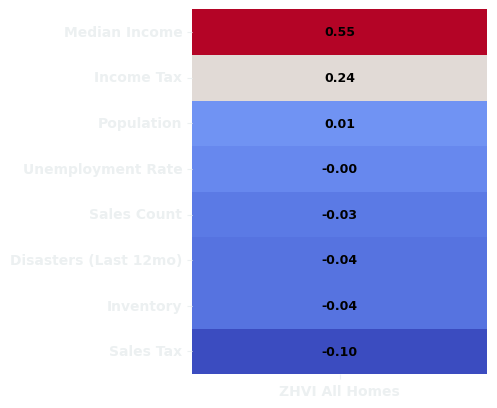 Median Income 0.55
Income Tax 0.24
Population 0.01
Unemployment Rate -0.00
Sales Count -0.03
Disasters (Last 12mo) -0.04
Inventory -0.04
Sales Tax -0.10
ZHVI All Homes